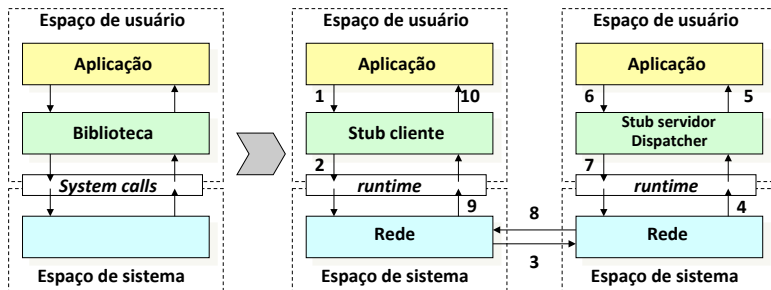 Espaço de usuário
Espaço de usuário
Espaço de usuário
Aplicação
Aplicação
Aplicação
1
10
6
5
Biblioteca
Stub cliente
Stub servidor
Dispatcher
2
7
System calls
runtime
runtime
9
8
4
Rede
Rede
3
Espaço de sistema
Espaço de sistema
Espaço de sistema